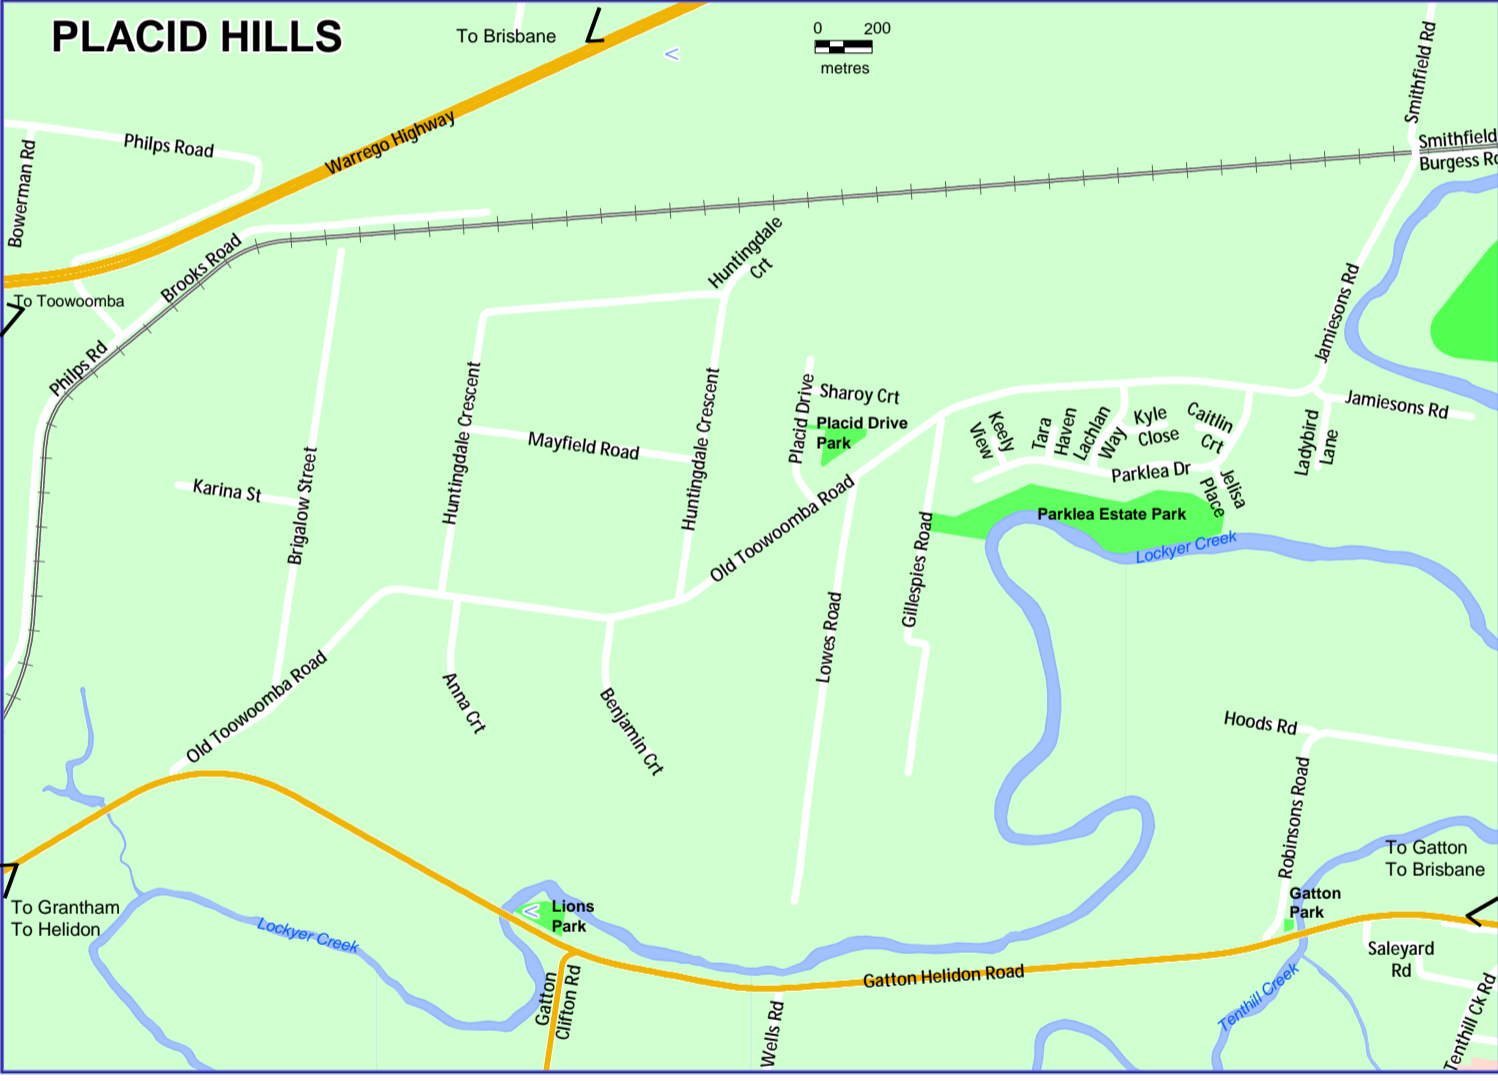 PLACID HILLS
To Brisbane
0 200
metres
Smithfield Rd
Smithfield
Burgess Rd
Philps Road
Bowerman Rd
Warrego Highway
Brooks Road
To Toowoomba
Philps Rd
Huntingdale
Crt
Jamiesons Rd
Jamiesons Rd
Huntingdale Crescent
Huntingdale Crescent
Mayfield Road
Placid Drive
Sharoy Crt
Placid Drive
Park
Keely
View
Tara
Haven
Lachlan
Way
Kyle
Close
Caitlin
Crt
Ladybird
Lane
Parklea Dr
Jelisa
Place
Karina St
Brigalow Street
Old Toowoomba Road
Parklea Estate Park
Lockyer Creek
Gillespies Road
Lowes Road
Old Toowoomba Road
Anna Crt
Benjamin Crt
Hoods Rd
Robinsons Road
To Gatton
To Brisbane
Gatton
Park
To Grantham
To Helidon
Lockyer Creek
Lions
Park
Gatton
Clifton Rd
Gatton Helidon Road
Wells Rd
Tenthill Creek
Saleyard
Rd
Tenthill Ck Rd